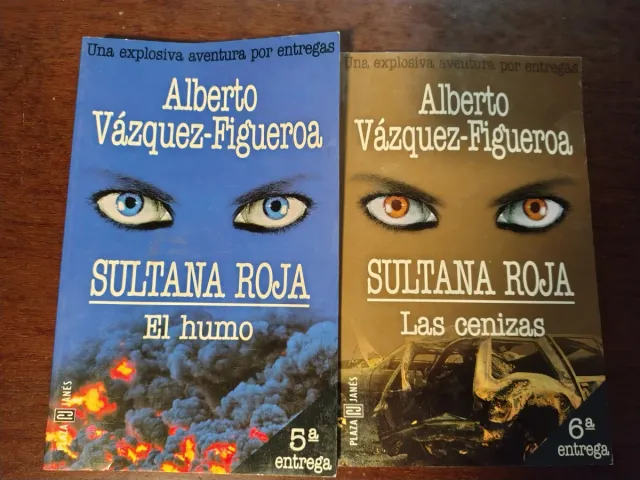 Una explosiva aventura por entregas
Alberto
Vázquez-Figueroa
SULTANA ROJA
El humo
PLAZA & JANÉS
5ª
entrega
Una explosiva aventura por entregas
Alberto
Vázquez-Figueroa
SULTANA ROJA
Las cenizas
PLAZA & JANÉS
6ª
entrega